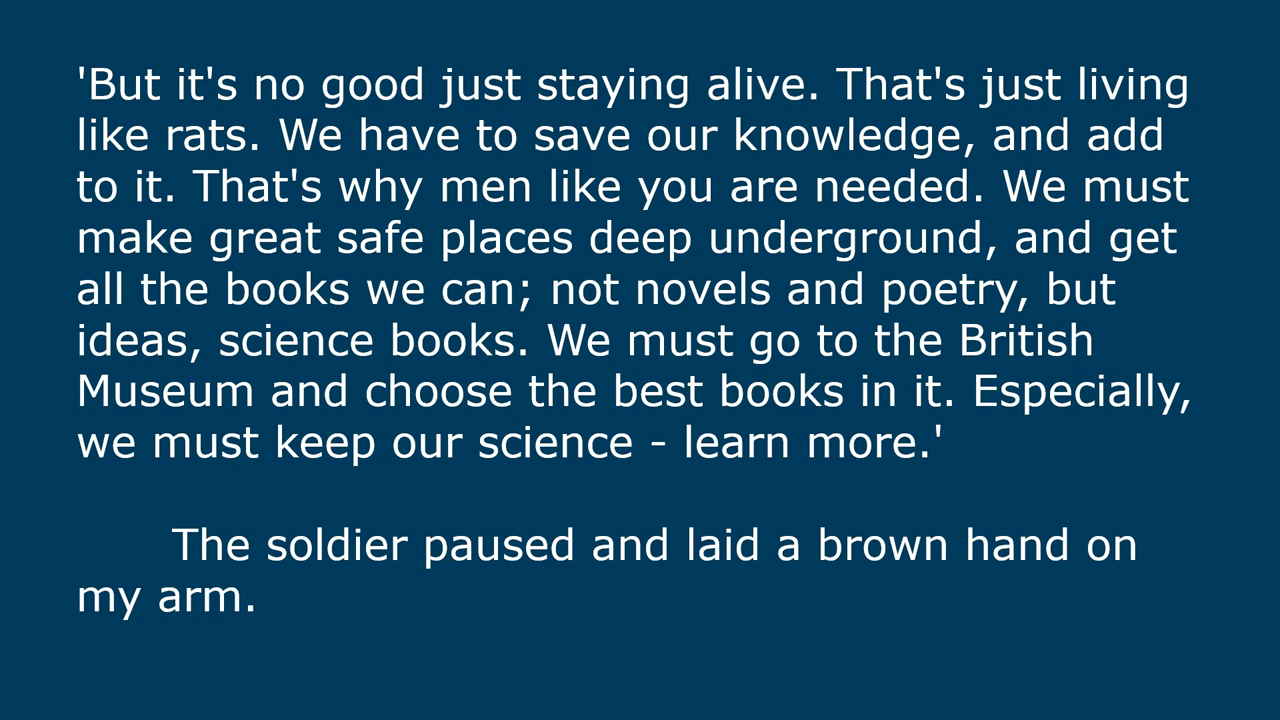 'But it's no good just staying alive. That's just living
like rats. We have to save our knowledge, and add
to it. That's why men like you are needed. We must
make great safe places deep underground, and get
all the books we can; not novels and poetry, but
ideas, science books. We must go to the British
Museum and choose the best books in it. Especially,
we must keep our science - learn more.'
The soldier paused and laid a brown hand on
my arm.